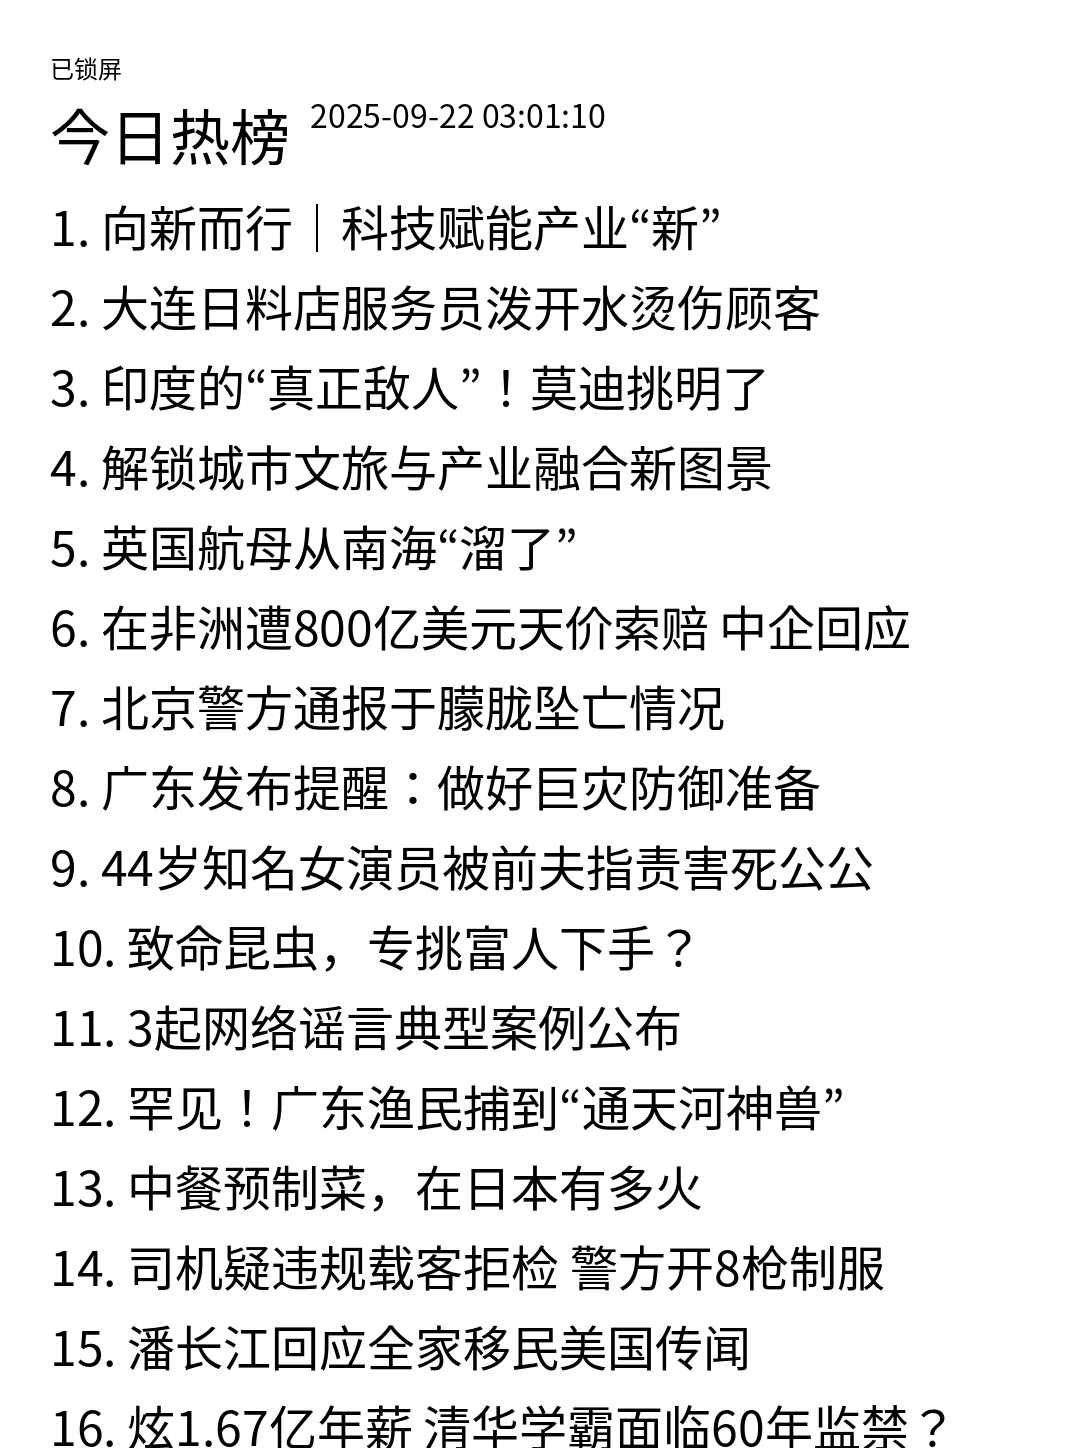 已锁屏
今日热榜 2025-09-22 03:01:10
1. 向新而行｜科技赋能产业“新”
2. 大连日料店服务员泼开水烫伤顾客
3. 印度的“真正敌人”！莫迪挑明了
4. 解锁城市文旅与产业融合新图景
5. 英国航母从南海“溜了”
6. 在非洲遭800亿美元天价索赔 中企回应
7. 北京警方通报于朦胧坠亡情况
8. 广东发布提醒：做好巨灾防御准备
9. 44岁知名女演员被前夫指责害死公公
10. 致命昆虫，专挑富人下手？
11. 3起网络谣言典型案例公布
12. 罕见！广东渔民捕到“通天河神兽”
13. 中餐预制菜，在日本有多火
14. 司机疑违规载客拒检 警方开8枪制服
15. 潘长江回应全家移民美国传闻
16. 炫1.67亿年薪 清华学霸面临60年监禁？